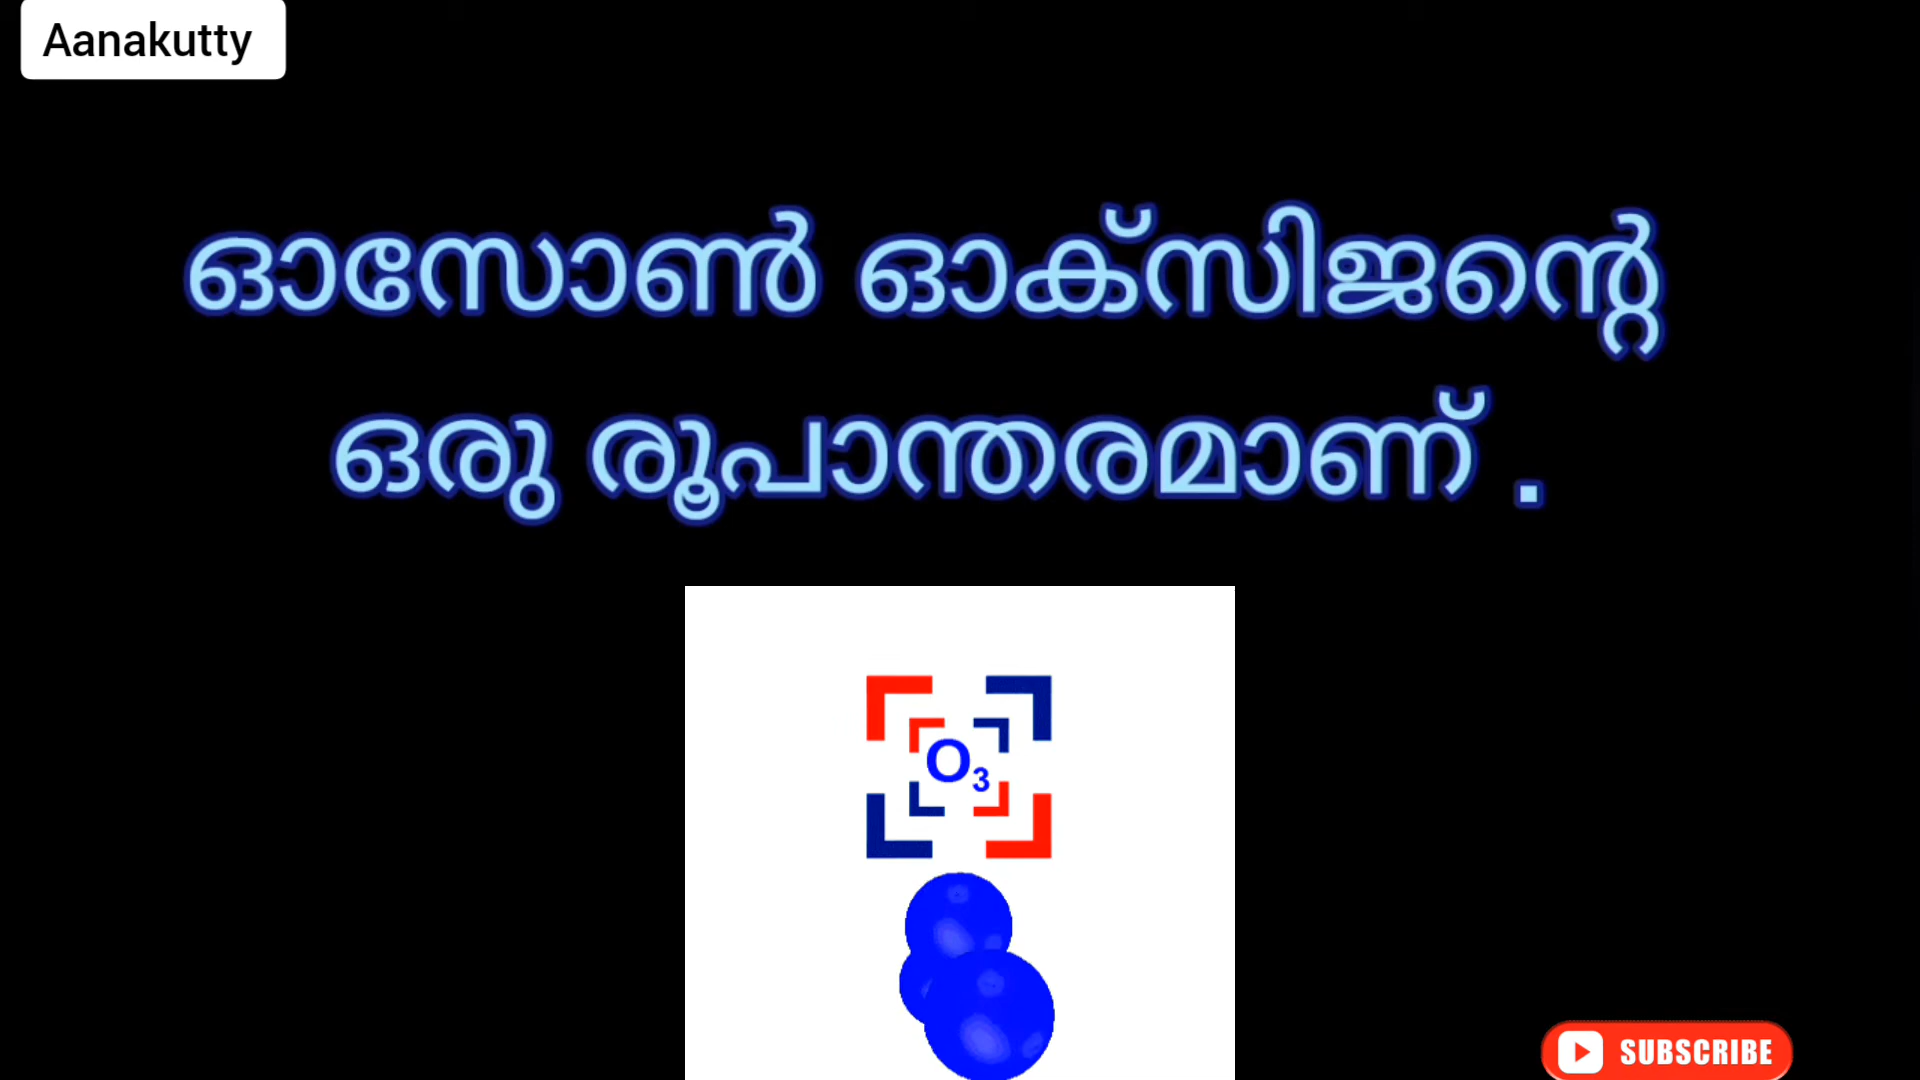 Aanakutty
ഓസോൺ ഓക്സിജന്റെ
ഒരു രൂപാന്തരമാണ് .
O₃
SUBSCRIBE